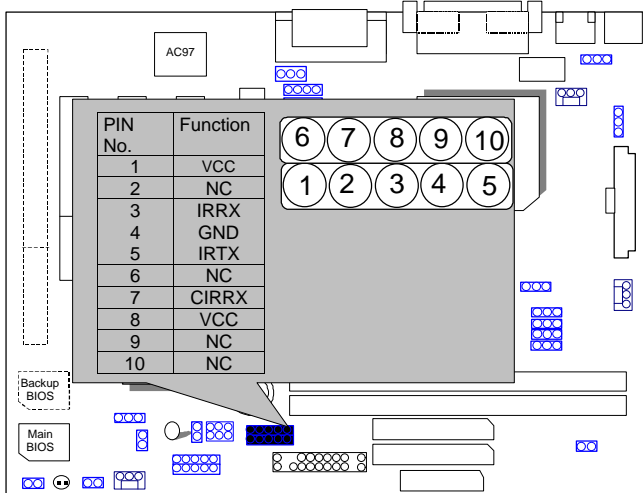 AC97
PIN No. Function
1 VCC
2 NC
3 IRRX
4 GND
5 IRTX
6 NC
7 CIRRX
8 VCC
9 NC
10 NC
6 7 8 9 10
1 2 3 4 5
Backup
BIOS
Main
BIOS